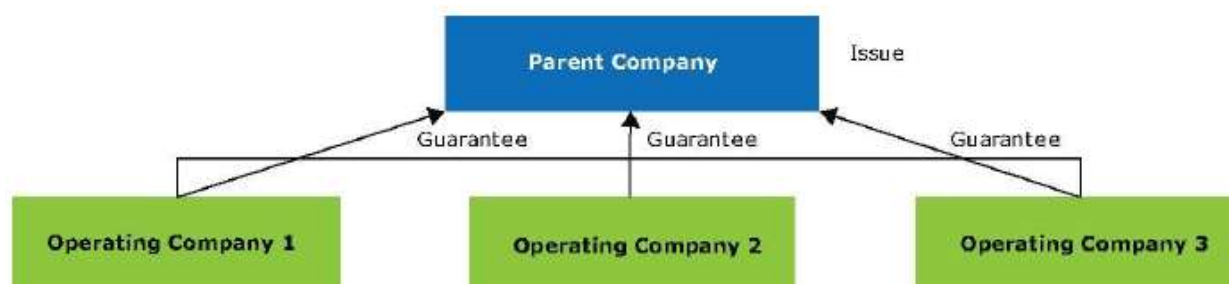 Parent Company
Issue
Guarantee
Guarantee
Guarantee
Operating Company 1
Operating Company 2
Operating Company 3